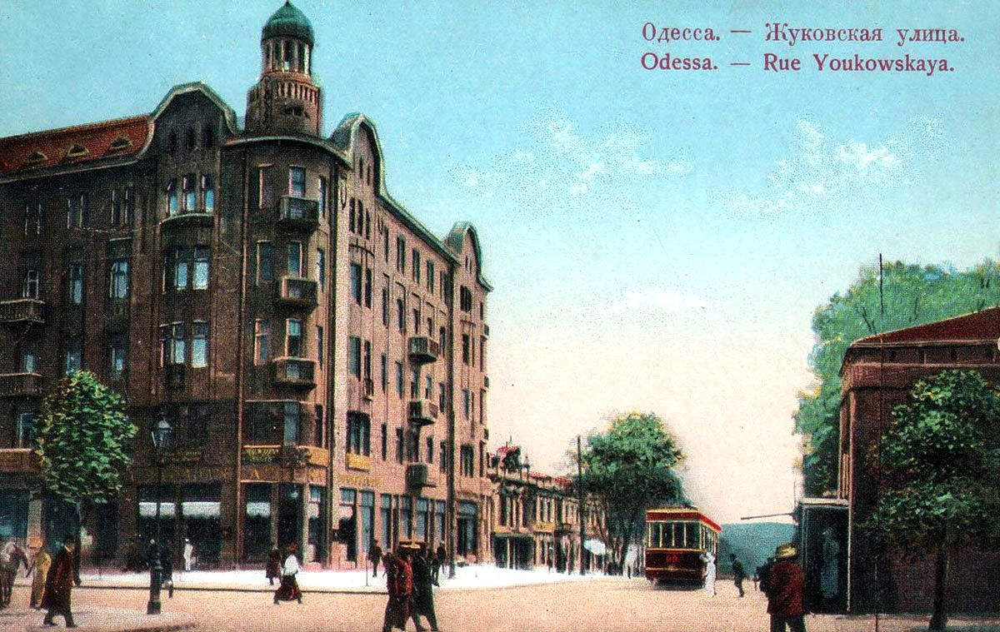 Одесса. — Жуковская улица.
Odessa. — Rue Youkowskaya.